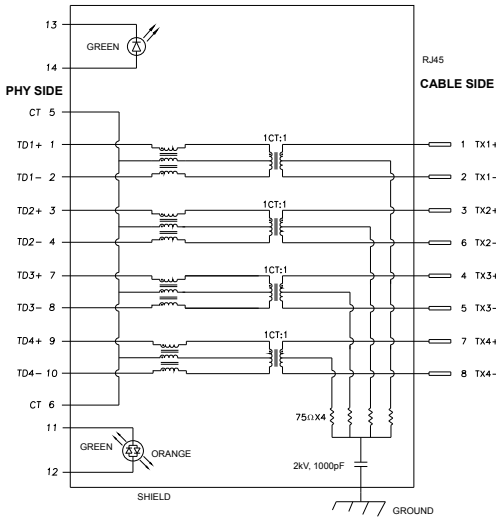 13
GREEN
14
RJ45
PHY SIDE
CABLE SIDE
CT 5
1CT:1
TD1+ 1
1 TX1+
TD1- 2
2 TX1-
1CT:1
TD2+ 3
3 TX2+
TD2- 4
6 TX2-
1CT:1
TD3+ 7
4 TX3+
TD3- 8
5 TX3-
1CT:1
TD4+ 9
7 TX4+
TD4- 10
8 TX4-
CT 6
75ΩX4
11
GREEN
ORANGE
12
2kV, 1000pF
SHIELD
GROUND